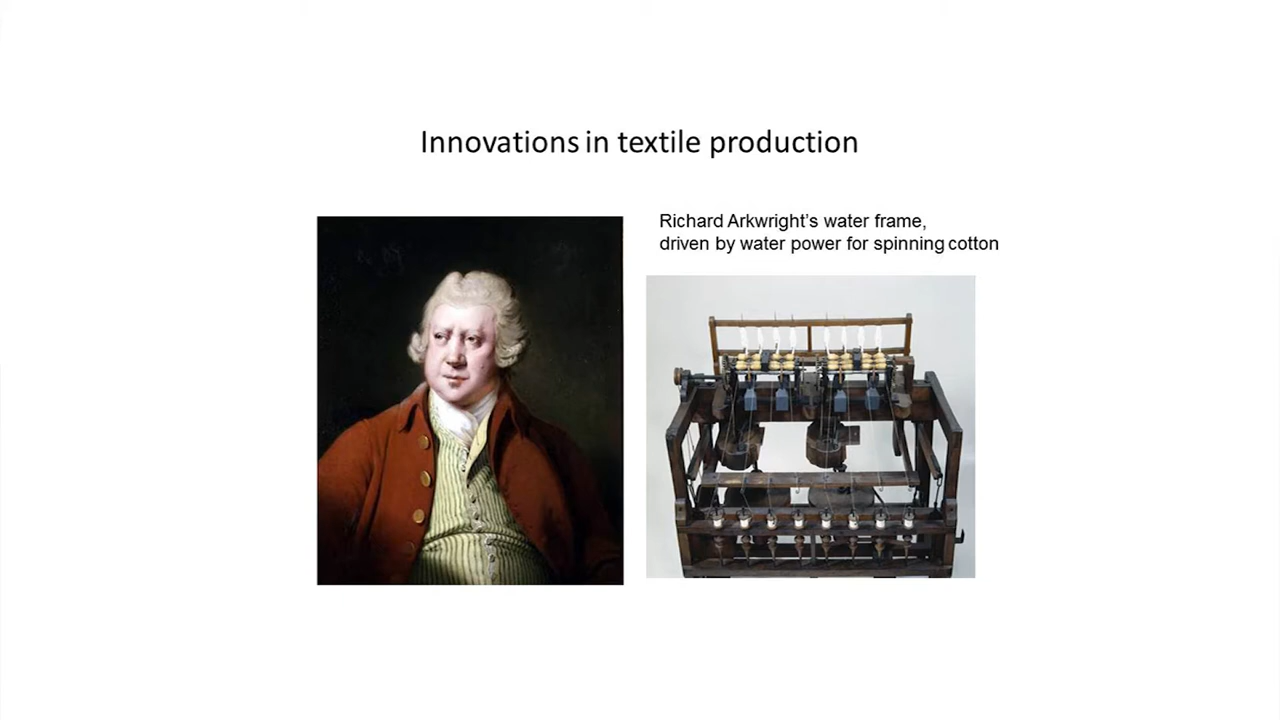 Innovations in textile production
Richard Arkwright's water frame,
driven by water power for spinning cotton